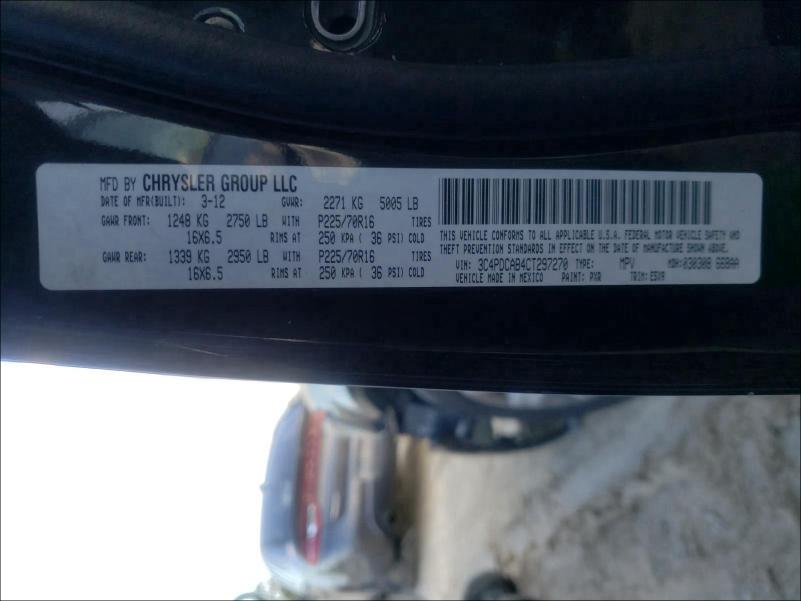 MFD BY CHRYSLER GROUP LLC
DATE OF MFR(BUILT): 3-12 GVWR: 2271 KG 5005 LB
GAWR FRONT: 1248 KG 2750 LB WITH P225/70R16 TIRES
16X6.5 RIMS AT 250 KPA ( 36 PSI) COLD
GAWR REAR: 1339 KG 2950 LB WITH P225/70R16 TIRES
16X6.5 RIMS AT 250 KPA ( 36 PSI) COLD
THIS VEHICLE CONFORMS TO ALL APPLICABLE U.S.A. FEDERAL MOTOR VEHICLE SAFETY AND
THEFT PREVENTION STANDARDS IN EFFECT ON THE DATE OF MANUFACTURE SHOWN ABOVE.
VIN: 3C4PDCAB4CT297270 TYPE: MPV MDH: 030308
VEHICLE MADE IN MEXICO PAINT: PXR TRIM: E5X9